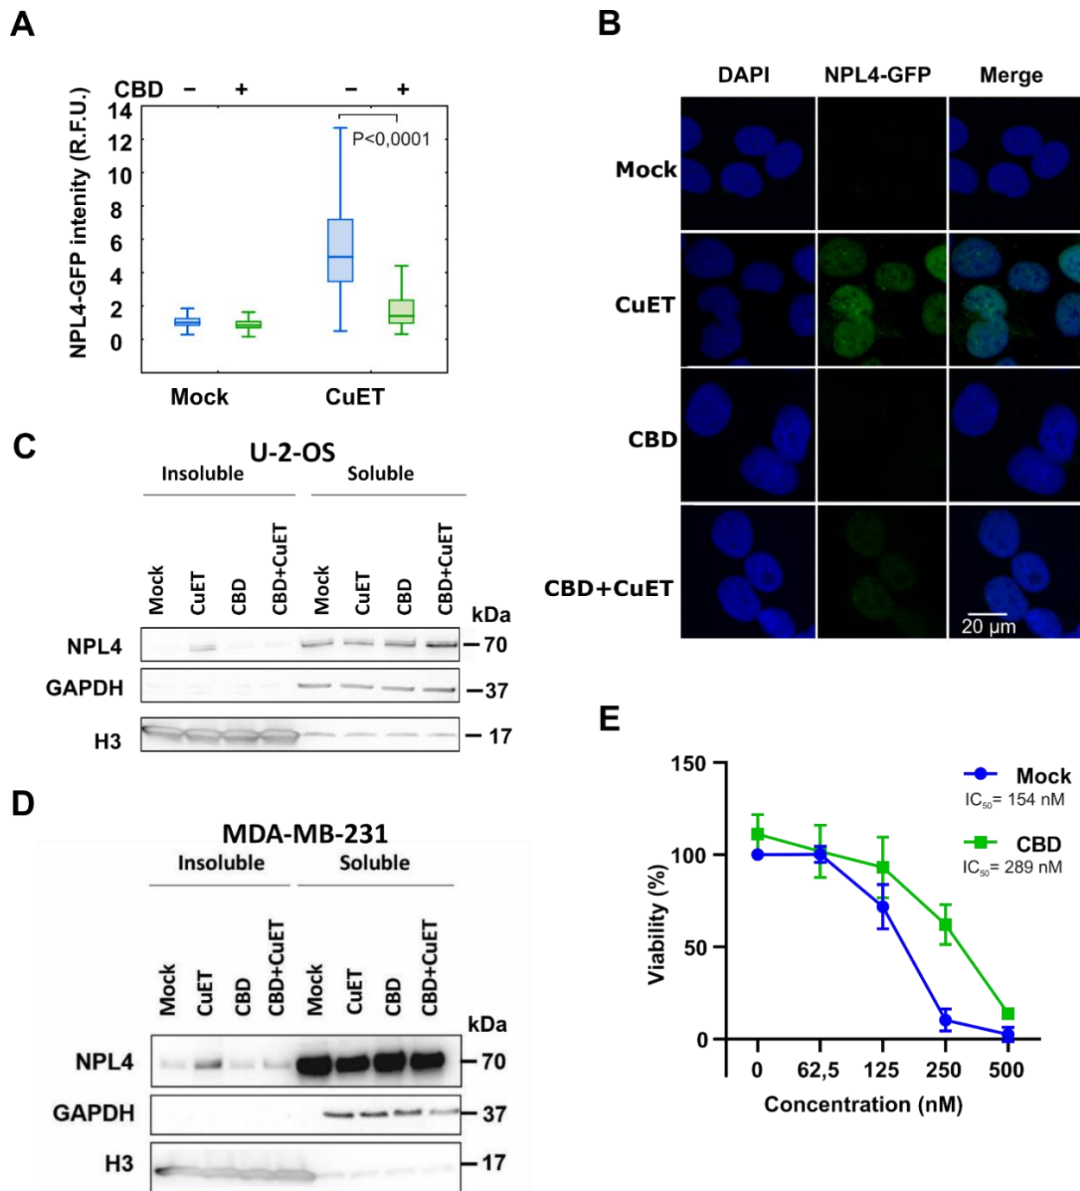 A
CBD − + − +
NPL4-GFP intenity (R.F.U.)
14
12
10
8
6
4
2
0
P<0,0001
Mock CuET
B
DAPI NPL4-GFP Merge
Mock
CuET
CBD
CBD+CuET
20 µm
C
U-2-OS
Insoluble Soluble
Mock CuET CBD CBD+CuET Mock CuET CBD CBD+CuET
kDa
NPL4 70
GAPDH 37
H3 17
D
MDA-MB-231
Insoluble Soluble
Mock CuET CBD CBD+CuET Mock CuET CBD CBD+CuET
kDa
NPL4 70
GAPDH 37
H3 17
E
Viability (%)
150
100
50
0
Mock
IC₅₀= 154 nM
CBD
IC₅₀= 289 nM
0 62,5 125 250 500
Concentration (nM)